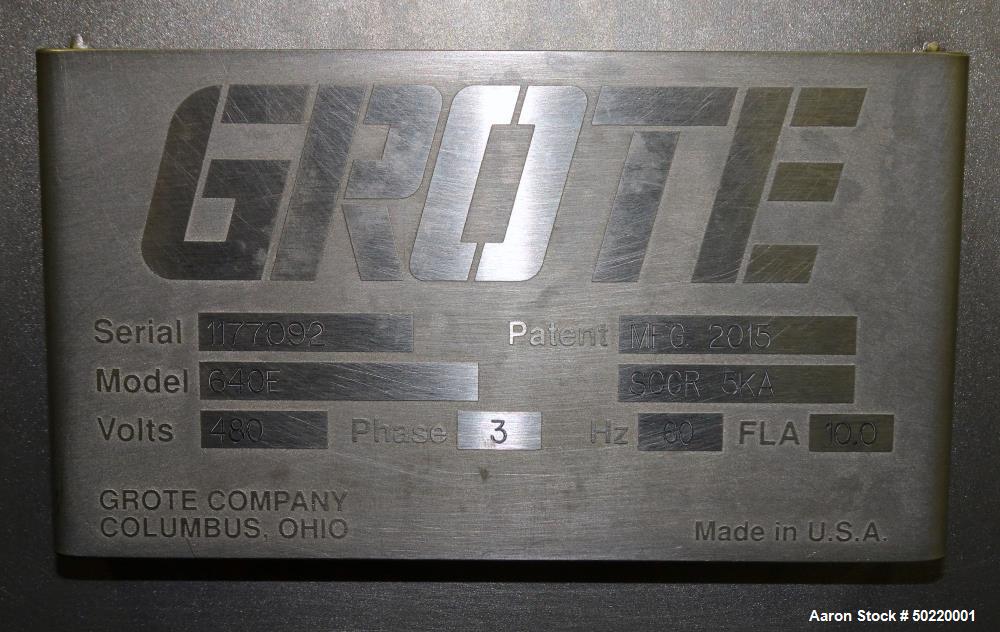 GROTE
Serial 1177092 Patent MFG 2015
Model 640E SCCR 5KA
Volts 480 Phase 3 Hz 60 FLA 10.0
GROTE COMPANY
COLUMBUS, OHIO
Made in U.S.A.
Aaron Stock # 50220001